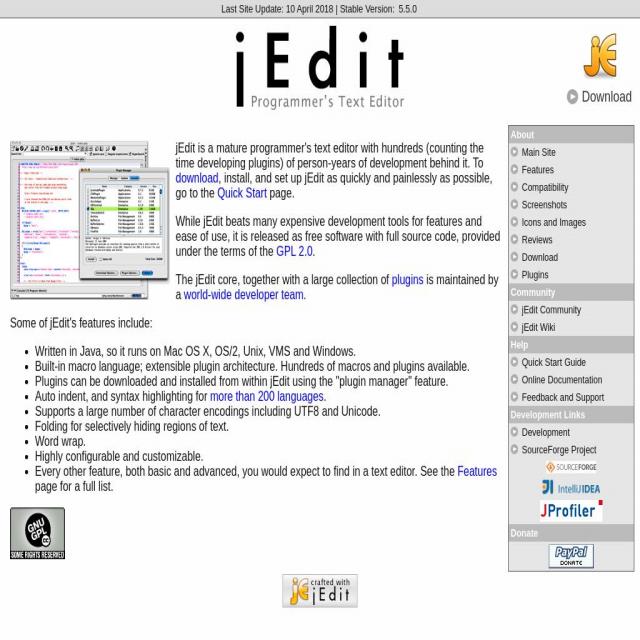 Last Site Update: 10 April 2018 | Stable Version: 5.5.0
jEdit
Programmer's Text Editor
Download
jEdit is a mature programmer's text editor with hundreds (counting the
time developing plugins) of person-years of development behind it. To
download, install, and set up jEdit as quickly and painlessly as possible,
go to the Quick Start page.
While jEdit beats many expensive development tools for features and
ease of use, it is released as free software with full source code, provided
under the terms of the GPL 2.0.
The jEdit core, together with a large collection of plugins is maintained by
a world-wide developer team.
Some of jEdit's features include:
Written in Java, so it runs on Mac OS X, OS/2, Unix, VMS and Windows.
Built-in macro language; extensible plugin architecture. Hundreds of macros and plugins available.
Plugins can be downloaded and installed from within jEdit using the "plugin manager" feature.
Auto indent, and syntax highlighting for more than 200 languages.
Supports a large number of character encodings including UTF8 and Unicode.
Folding for selectively hiding regions of text.
Word wrap.
Highly configurable and customizable.
Every other feature, both basic and advanced, you would expect to find in a text editor. See the Features
page for a full list.
GNU
GPL
SOME RIGHTS RESERVED
crafted with
jEdit
About
Main Site
Features
Compatibility
Screenshots
Icons and Images
Reviews
Download
Plugins
Community
jEdit Community
jEdit Wiki
Help
Quick Start Guide
Online Documentation
Feedback and Support
Development Links
Development
SourceForge Project
SOURCEFORGE
IntelliJ IDEA
JProfiler
Donate
PayPal
DONATE